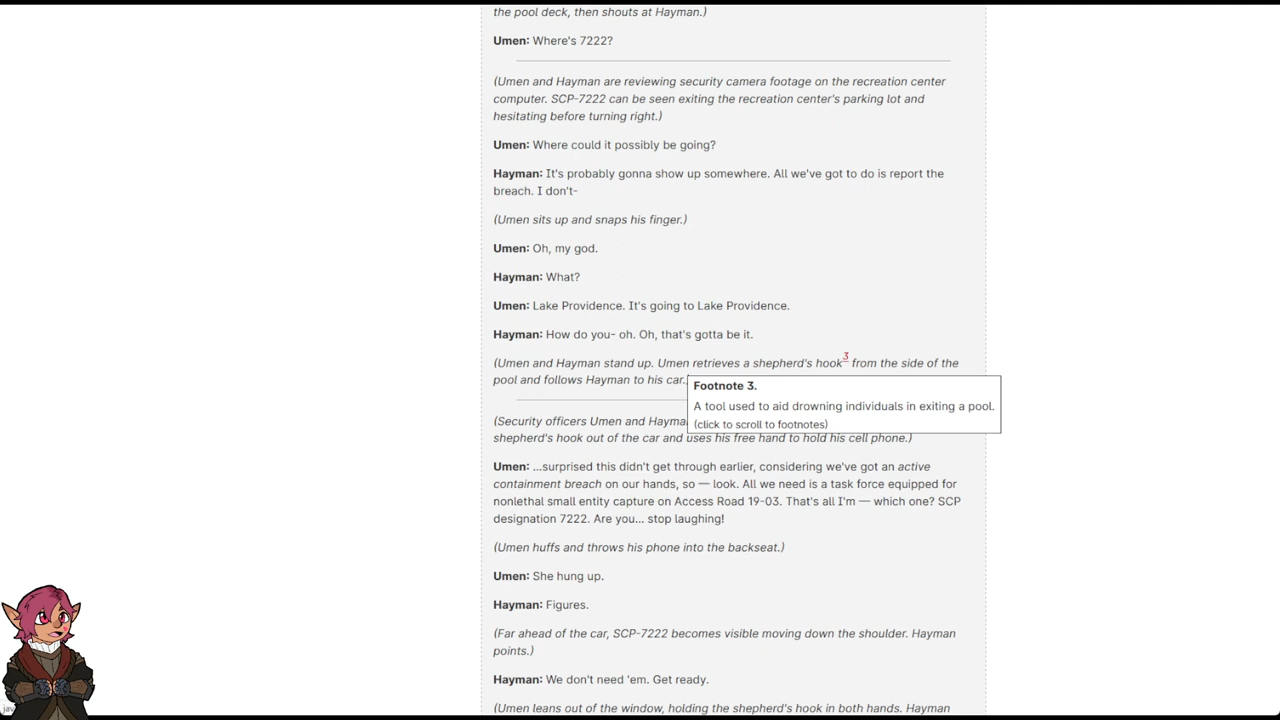 the pool deck, then shouts at Hayman.)
Umen: Where's 7222?
(Umen and Hayman are reviewing security camera footage on the recreation center
computer. SCP-7222 can be seen exiting the recreation center's parking lot and
hesitating before turning right.)
Umen: Where could it possibly be going?
Hayman: It's probably gonna show up somewhere. All we've got to do is report the
breach. I don't-
(Umen sits up and snaps his finger.)
Umen: Oh, my god.
Hayman: What?
Umen: Lake Providence. It's going to Lake Providence.
Hayman: How do you- oh. Oh, that's gotta be it.
(Umen and Hayman stand up. Umen retrieves a shepherd's hook3 from the side of the
pool and follows Hayman to his car.
Footnote 3.
A tool used to aid drowning individuals in exiting a pool.
(click to scroll to footnotes)
(Security officers Umen and Hayma
shepherd's hook out of the car and uses his free hand to hold his cell phone.)
Umen: ...surprised this didn't get through earlier, considering we've got an active
containment breach on our hands, so — look. All we need is a task force equipped for
nonlethal small entity capture on Access Road 19-03. That's all I'm — which one? SCP
designation 7222. Are you... stop laughing!
(Umen huffs and throws his phone into the backseat.)
Umen: She hung up.
Hayman: Figures.
(Far ahead of the car, SCP-7222 becomes visible moving down the shoulder. Hayman
points.)
Hayman: We don't need 'em. Get ready.
(Umen leans out of the window, holding the shepherd's hook in both hands. Hayman